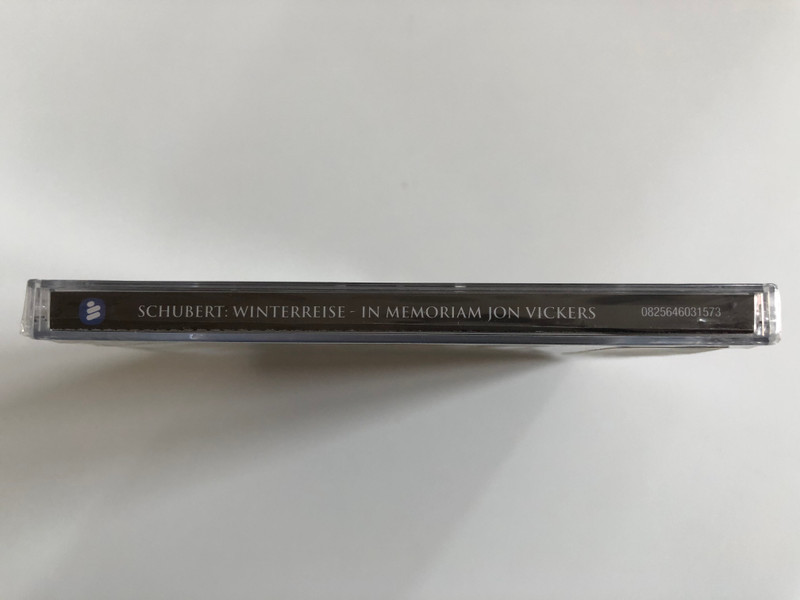 SCHUBERT: WINTERREISE - IN MEMORIAM JON VICKERS 0825646031573